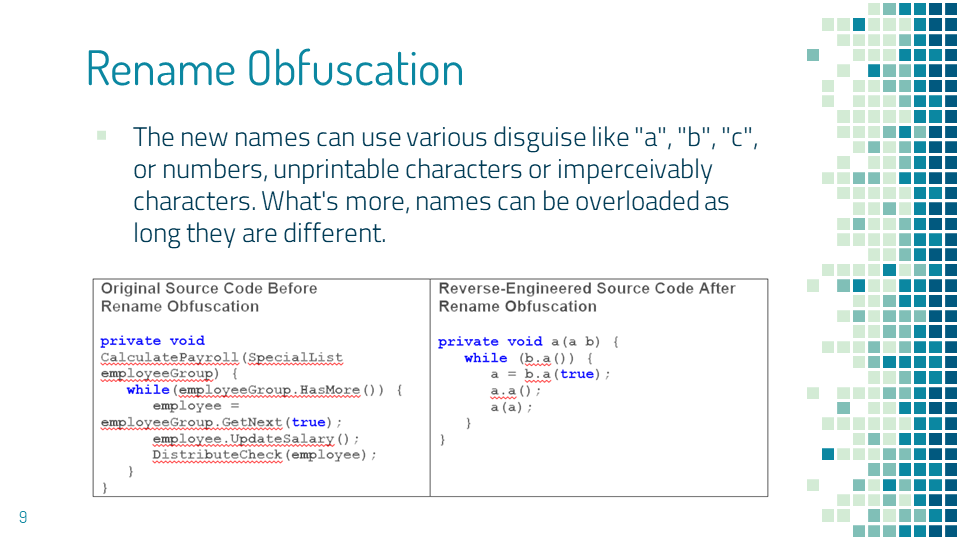 Rename Obfuscation
The new names can use various disguise like "a", "b", "c",
or numbers, unprintable characters or imperceivably
characters. What's more, names can be overloaded as
long they are different.
Original Source Code Before
Rename Obfuscation
private void
CalculatePayroll(SpecialList
employeeGroup) {
while(employeeGroup.HasMore()) {
employee =
employeeGroup.GetNext(true);
employee.UpdateSalary();
DistributeCheck(employee);
}
}
Reverse-Engineered Source Code After
Rename Obfuscation
private void a(a b) {
while (b.a()) {
a = b.a(true);
a.a();
a(a);
}
}
9